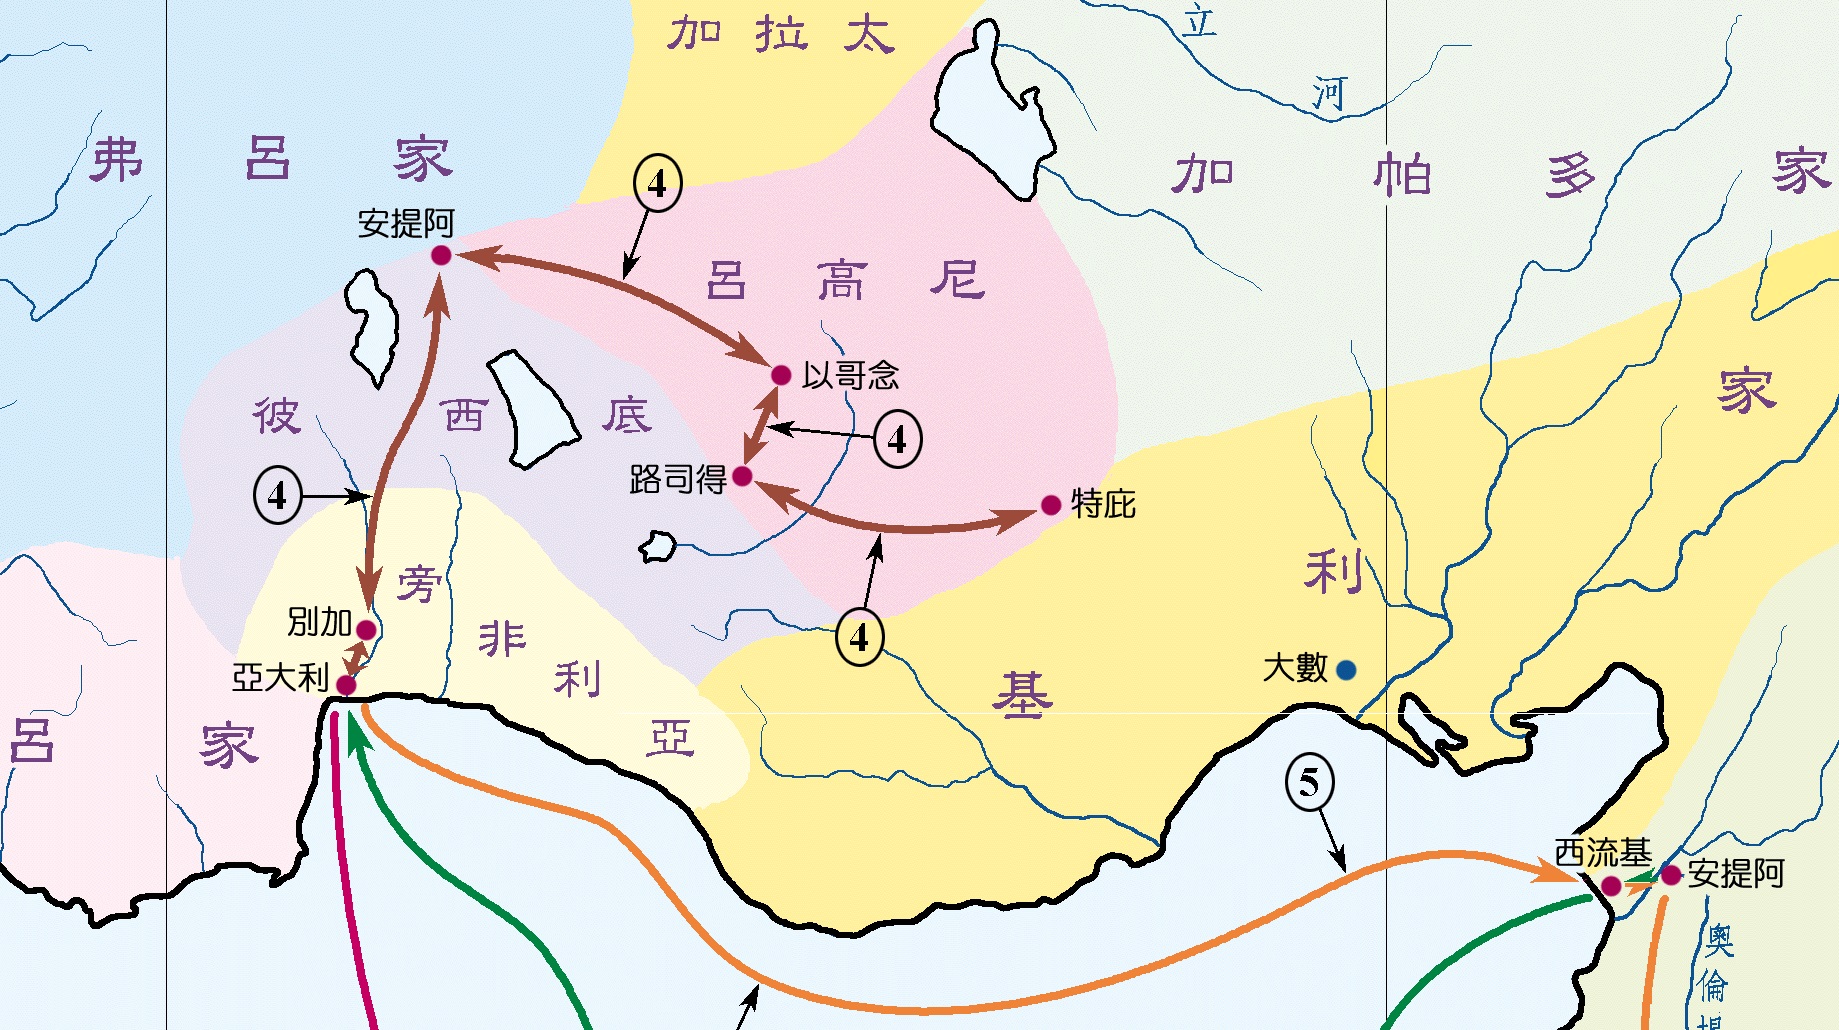 加拉太
立
河
弗呂家
加帕多家
4
安提阿
呂高尼
以哥念
家
彼西底
4
路司得
4
特庇
利
旁非利亞
別加
4
大數
亞大利
基
呂家
5
西流基
安提阿
奧倫